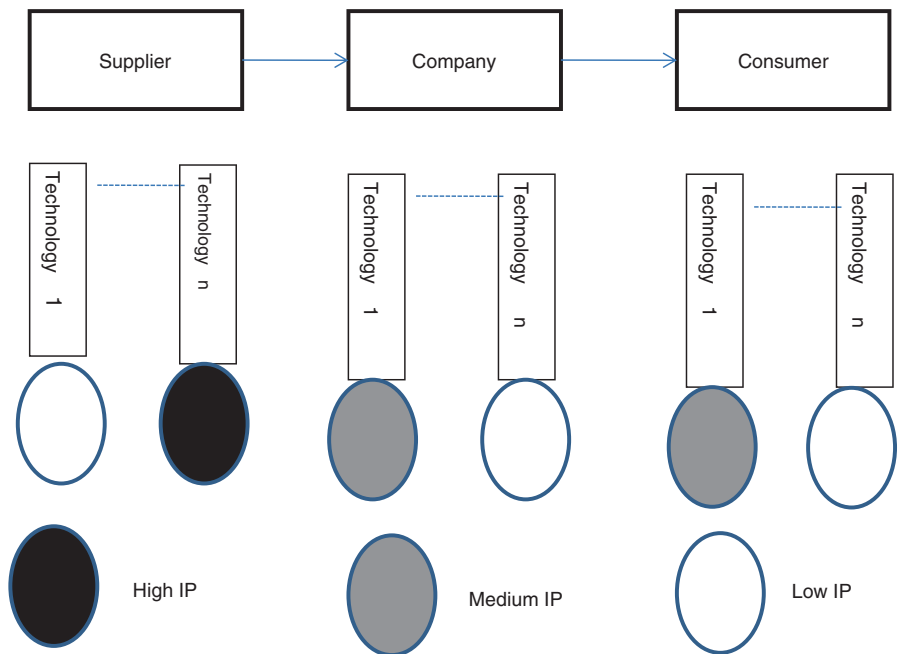 Supplier
Company
Consumer
Technology 1
Technology n
Technology 1
Technology n
Technology 1
Technology n
High IP
Medium IP
Low IP